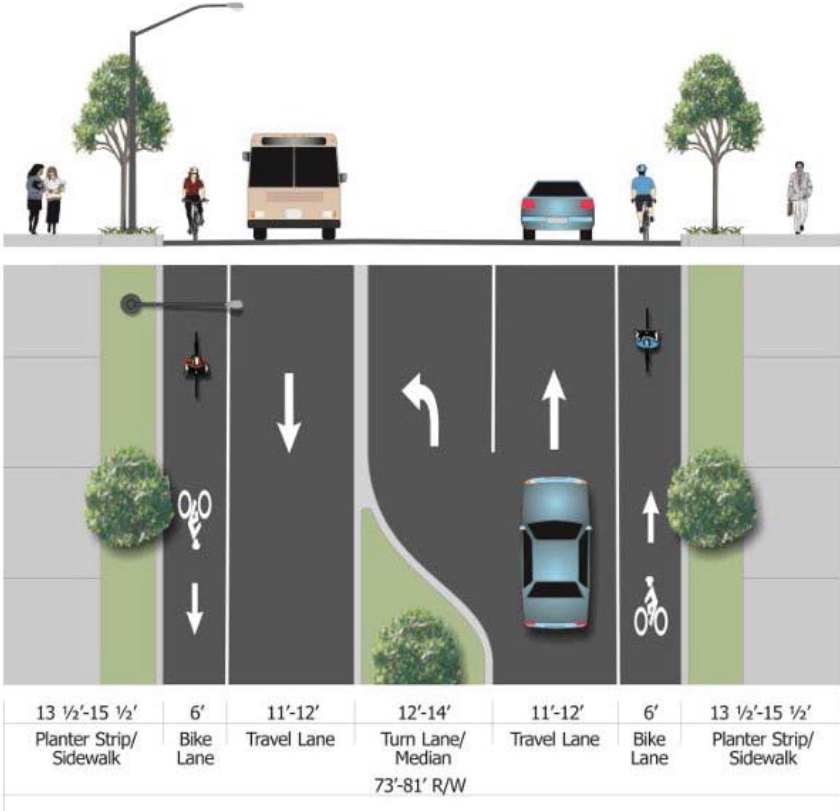 13 ½'-15 ½' 6' 11'-12' 12'-14' 11'-12' 6' 13 ½'-15 ½'
Planter Strip/ Bike Travel Lane Turn Lane/ Travel Lane Bike Planter Strip/
Sidewalk Lane Median Lane Sidewalk
73'-81' R/W